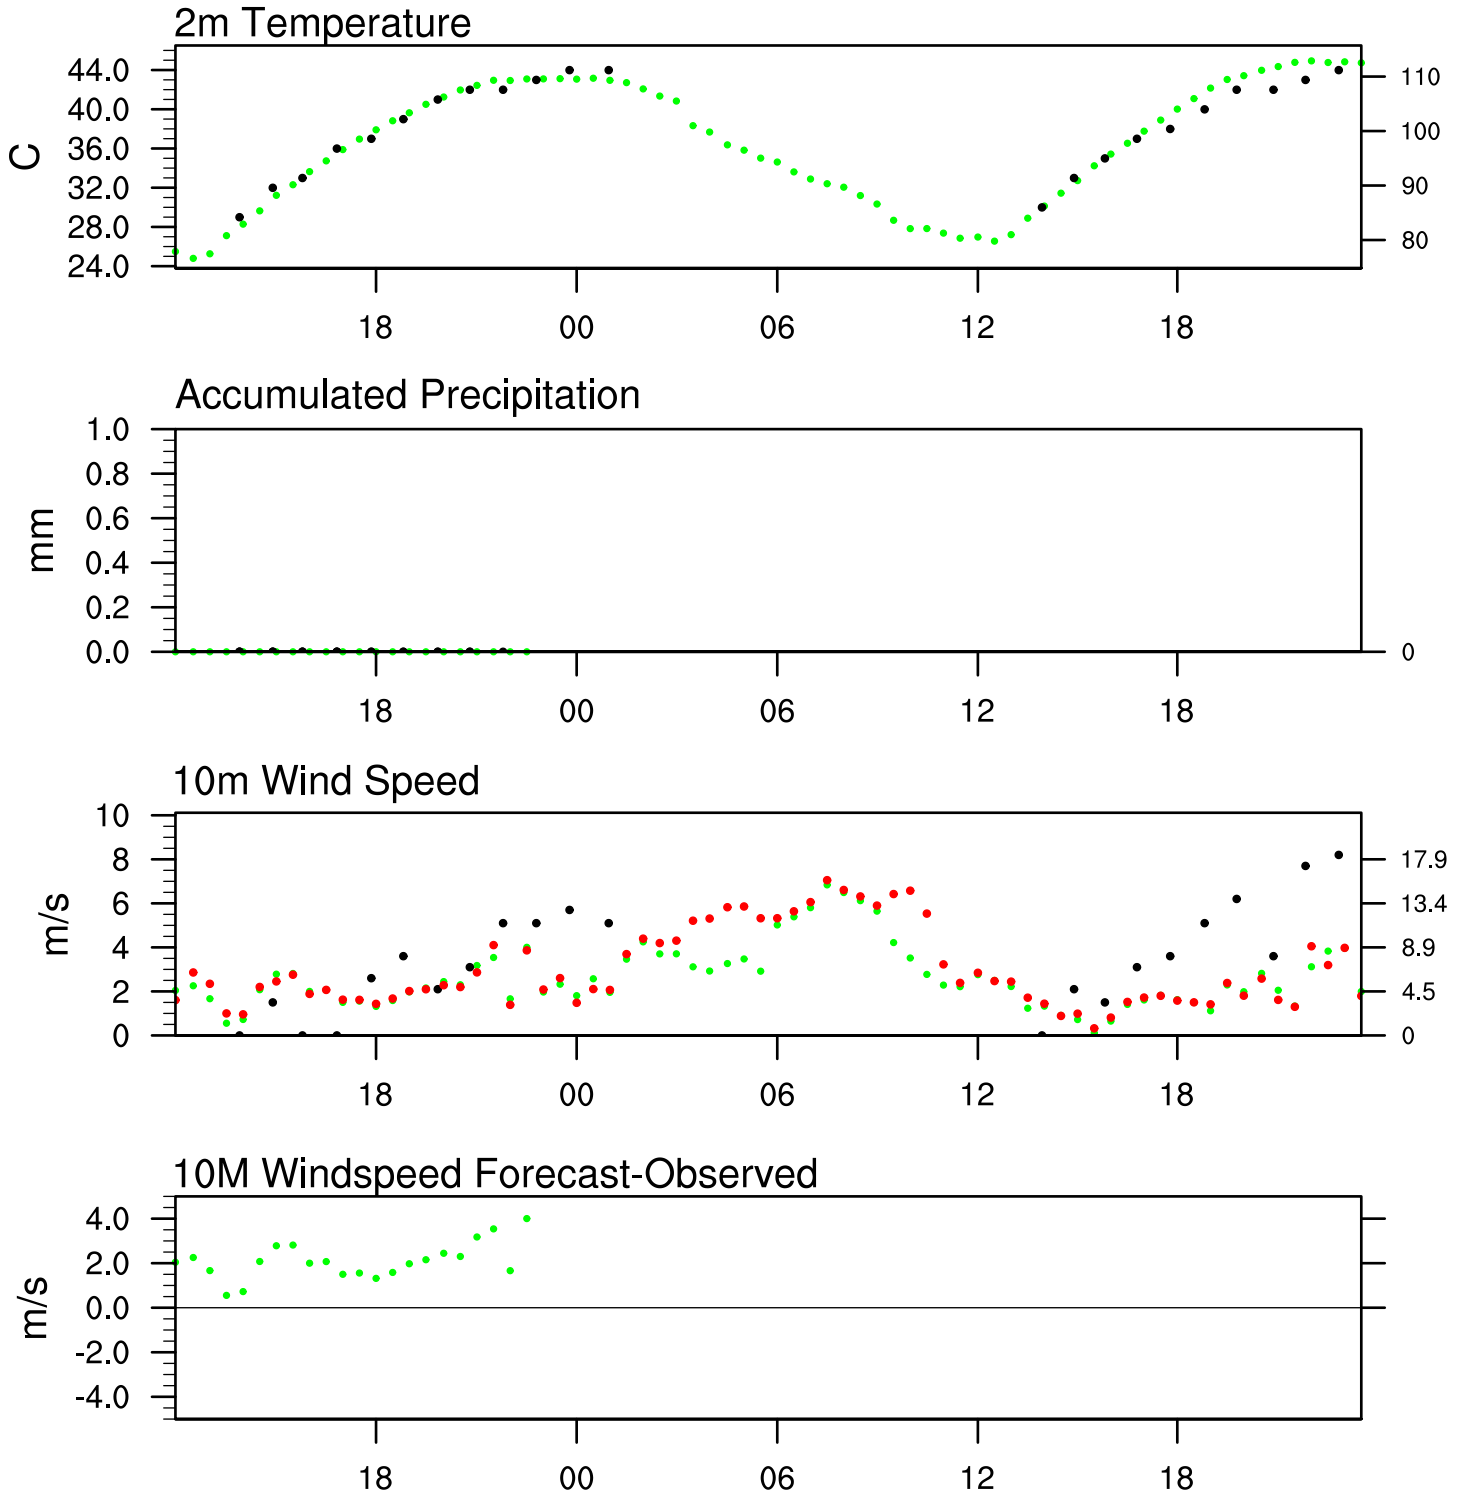 2m Temperature
44.0
40.0
36.0
32.0
28.0
24.0
C
110
100
90
80
18 00 06 12 18
Accumulated Precipitation
1.0
0.8
0.6
0.4
0.2
0.0
mm
0
18 00 06 12 18
10m Wind Speed
10
8
6
4
2
0
m/s
17.9
13.4
8.9
4.5
0
18 00 06 12 18
10M Windspeed Forecast-Observed
4.0
2.0
0.0
-2.0
-4.0
m/s
18 00 06 12 18